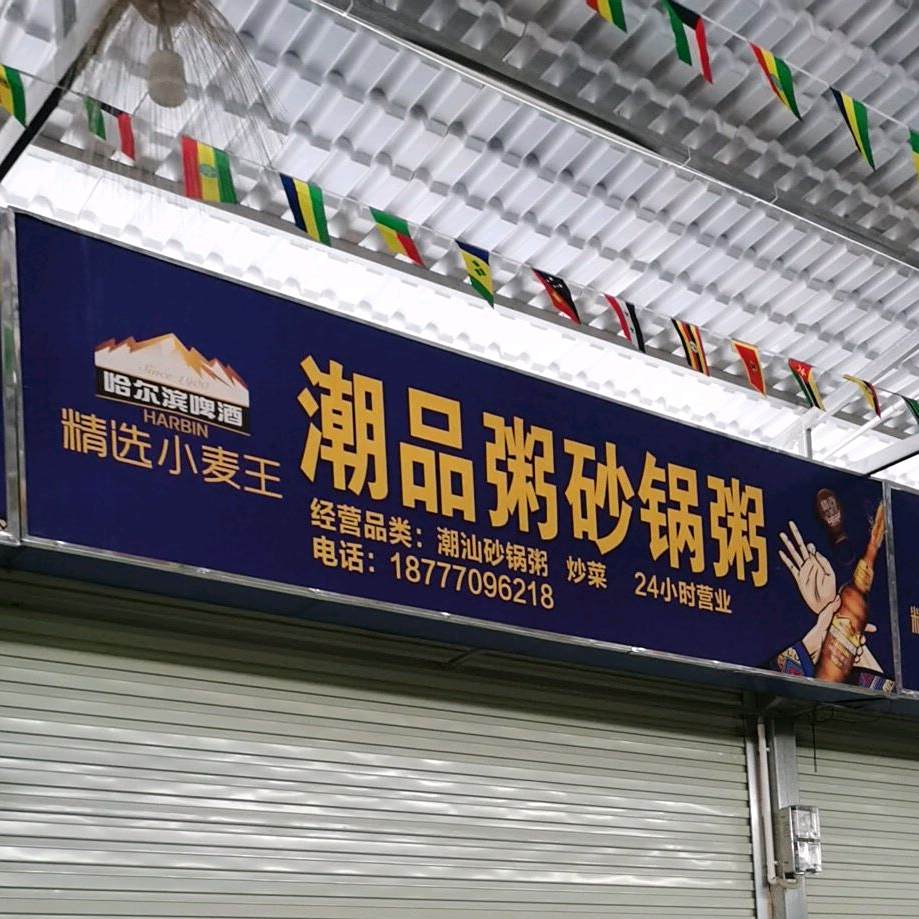 Since 1900
哈尔滨啤酒
HARBIN
精选小麦王
潮品粥砂锅粥
经营品类：潮汕砂锅粥 炒菜 24小时营业
电话：18777096218